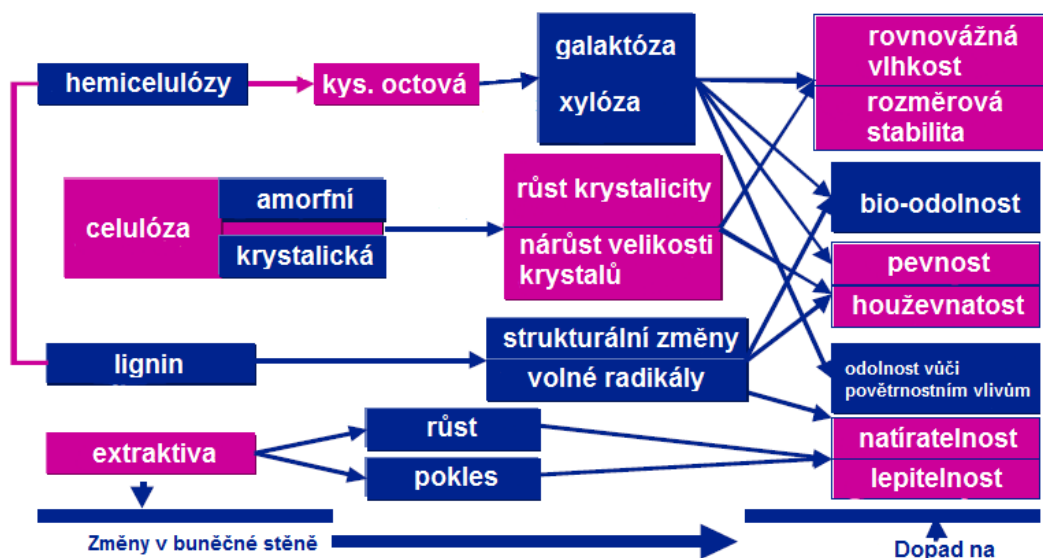 hemicelulózy
kys. octová
galaktóza
xylóza
rovnovážná
vlhkost
rozměrová
stabilita
celulóza
amorfní
krystalická
růst krystalicity
nárůst velikosti
krystalů
bio-odolnost
pevnost
houževnatost
lignin
strukturální změny
volné radikály
odolnost vůči
povětrnostním vlivům
extraktiva
růst
pokles
natíratelnost
lepitelnost
Změny v buněčné stěně
Dopad na